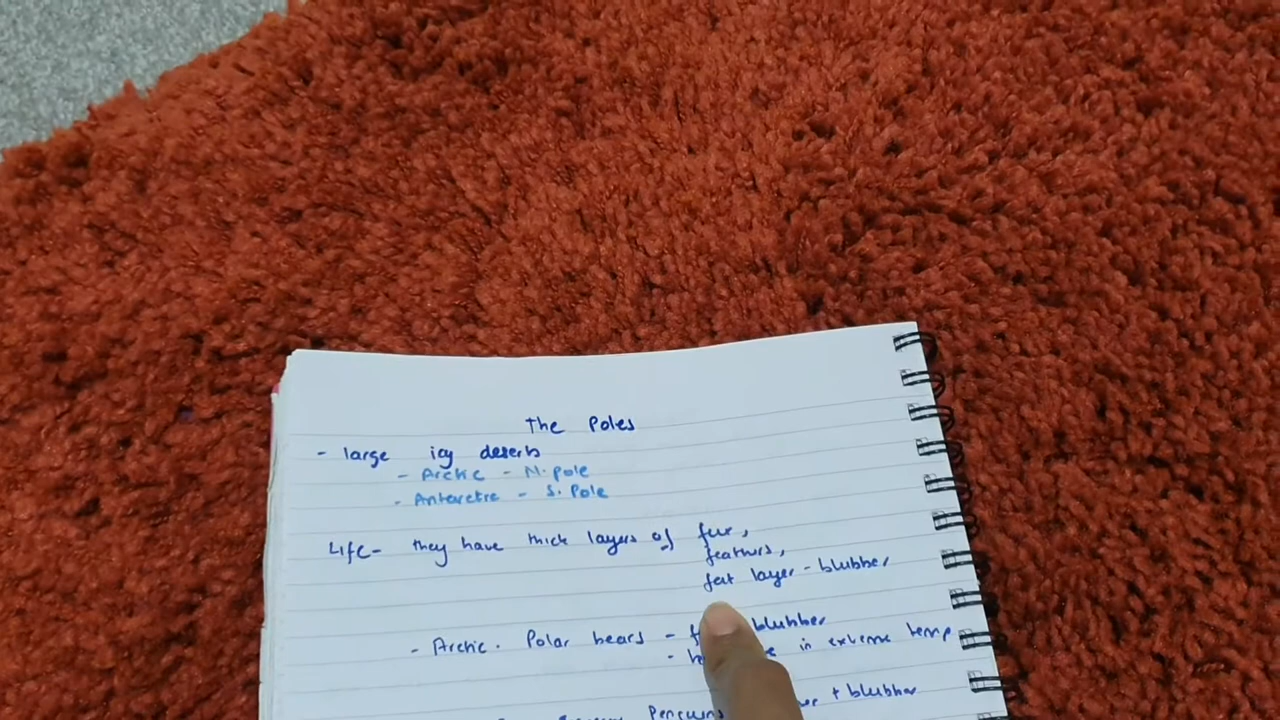 The Poles
- large icy deserts
- Arctic - N. pole
- Antarctic - S. Pole
Life - they have thick layers of fur,
feathers,
fat layer - blubber
- Arctic. Polar bears - blubber
- in extreme temp
Penguins + blubber